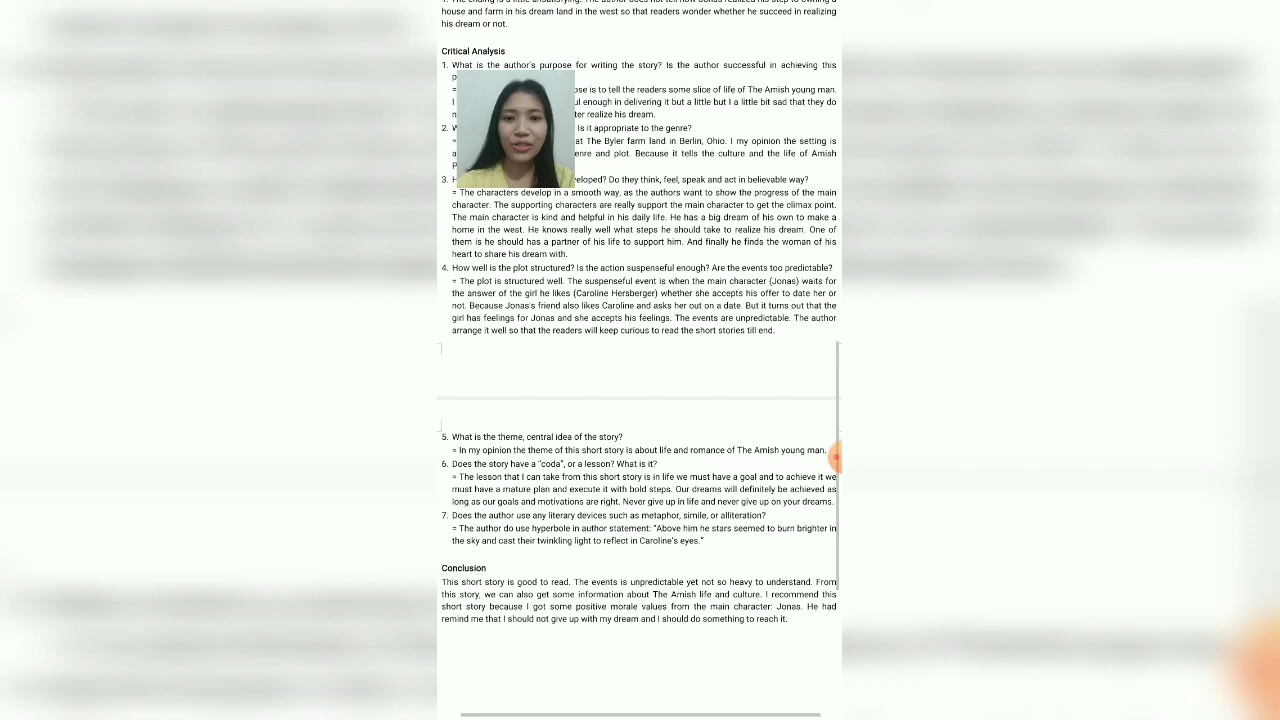 house and farm in his dream land in the west so that readers wonder whether he succeed in realizing
his dream or not.
Critical Analysis
1. What is the author's purpose for writing the story? Is the author successful in achieving this
p
= ose is to tell the readers some slice of life of The Amish young man.
I ul enough in delivering it but a little but I a little bit sad that they do
n ter realize his dream.
2. W Is it appropriate to the genre?
= at The Byler farm land in Berlin, Ohio. I my opinion the setting is
a enre and plot. Because it tells the culture and the life of Amish
P
3. H veloped? Do they think, feel, speak and act in believable way?
= The characters develop in a smooth way, as the authors want to show the progress of the main
character. The supporting characters are really support the main character to get the climax point.
The main character is kind and helpful in his daily life. He has a big dream of his own to make a
home in the west. He knows really well what steps he should take to realize his dream. One of
them is he should has a partner of his life to support him. And finally he finds the woman of his
heart to share his dream with.
4. How well is the plot structured? Is the action suspenseful enough? Are the events too predictable?
= The plot is structured well. The suspenseful event is when the main character (Jonas) waits for
the answer of the girl he likes (Caroline Hersberger) whether she accepts his offer to date her or
not. Because Jonas's friend also likes Caroline and asks her out on a date. But it turns out that the
girl has feelings for Jonas and she accepts his feelings. The events are unpredictable. The author
arrange it well so that the readers will keep curious to read the short stories till end.
5. What is the theme, central idea of the story?
= In my opinion the theme of this short story is about life and romance of The Amish young man.
6. Does the story have a "coda", or a lesson? What is it?
= The lesson that I can take from this short story is in life we must have a goal and to achieve it we
must have a mature plan and execute it with bold steps. Our dreams will definitely be achieved as
long as our goals and motivations are right. Never give up in life and never give up on your dreams.
7. Does the author use any literary devices such as metaphor, simile, or alliteration?
= The author do use hyperbole in author statement: "Above him he stars seemed to burn brighter in
the sky and cast their twinkling light to reflect in Caroline's eyes."
Conclusion
This short story is good to read. The events is unpredictable yet not so heavy to understand. From
this story, we can also get some information about The Amish life and culture. I recommend this
short story because I got some positive morale values from the main character: Jonas. He had
remind me that I should not give up with my dream and I should do something to reach it.